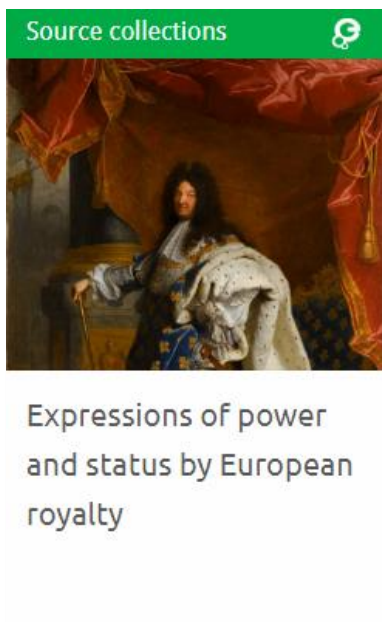 Source collections
Expressions of power
and status by European
royalty